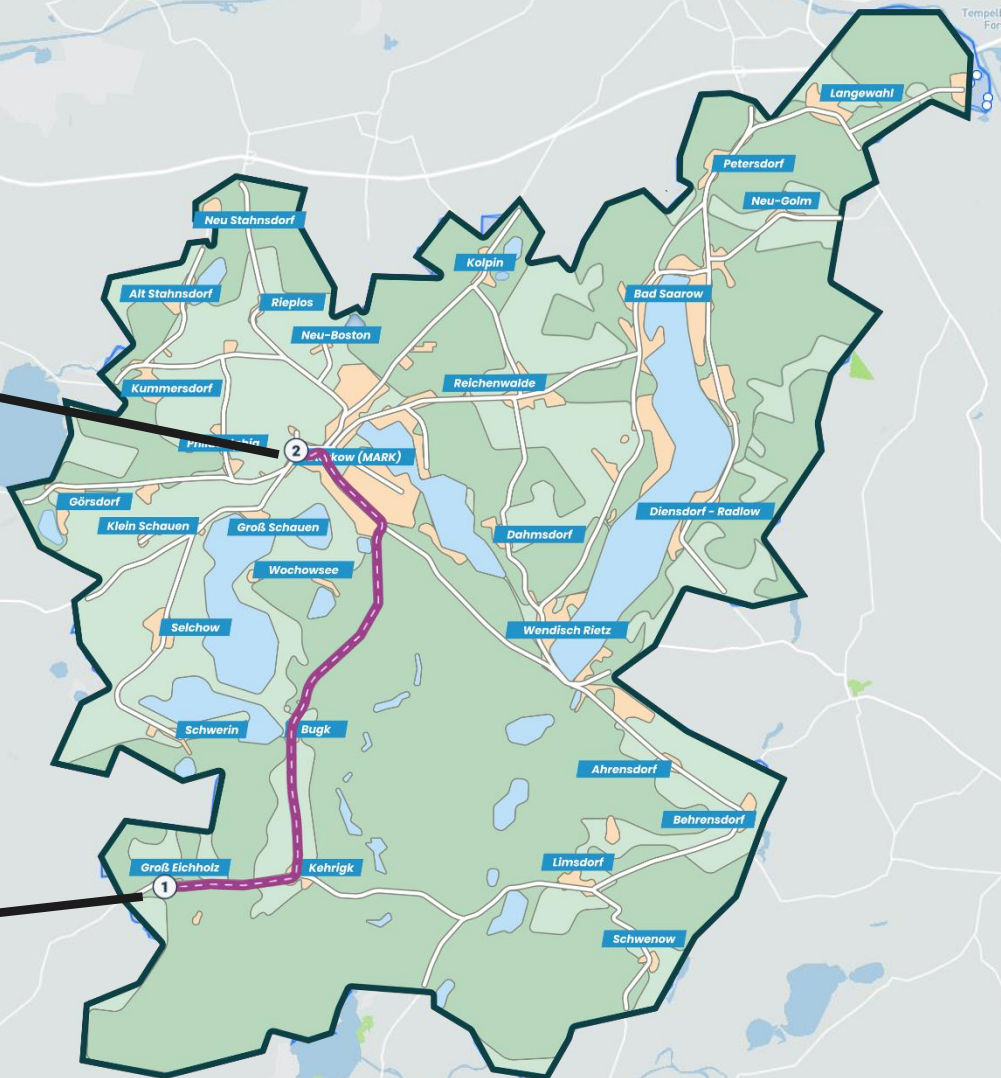 Langewahl
Petersdorf
Neu-Golm
Neu Stahnsdorf
Kolpin
Alt Stahnsdorf
Rieplos
Bad Saarow
Neu-Boston
Kummersdorf
Reichenwalde
2
(MARK)
Görsdorf
Klein Schauen
Groß Schauen
Diensdorf - Radlow
Dahmsdorf
Wochowsee
Selchow
Wendisch Rietz
Schwerin
Bugk
Ahrensdorf
Behrensdorf
Groß Eichholz
Kehrigk
Limsdorf
1
Schwenow